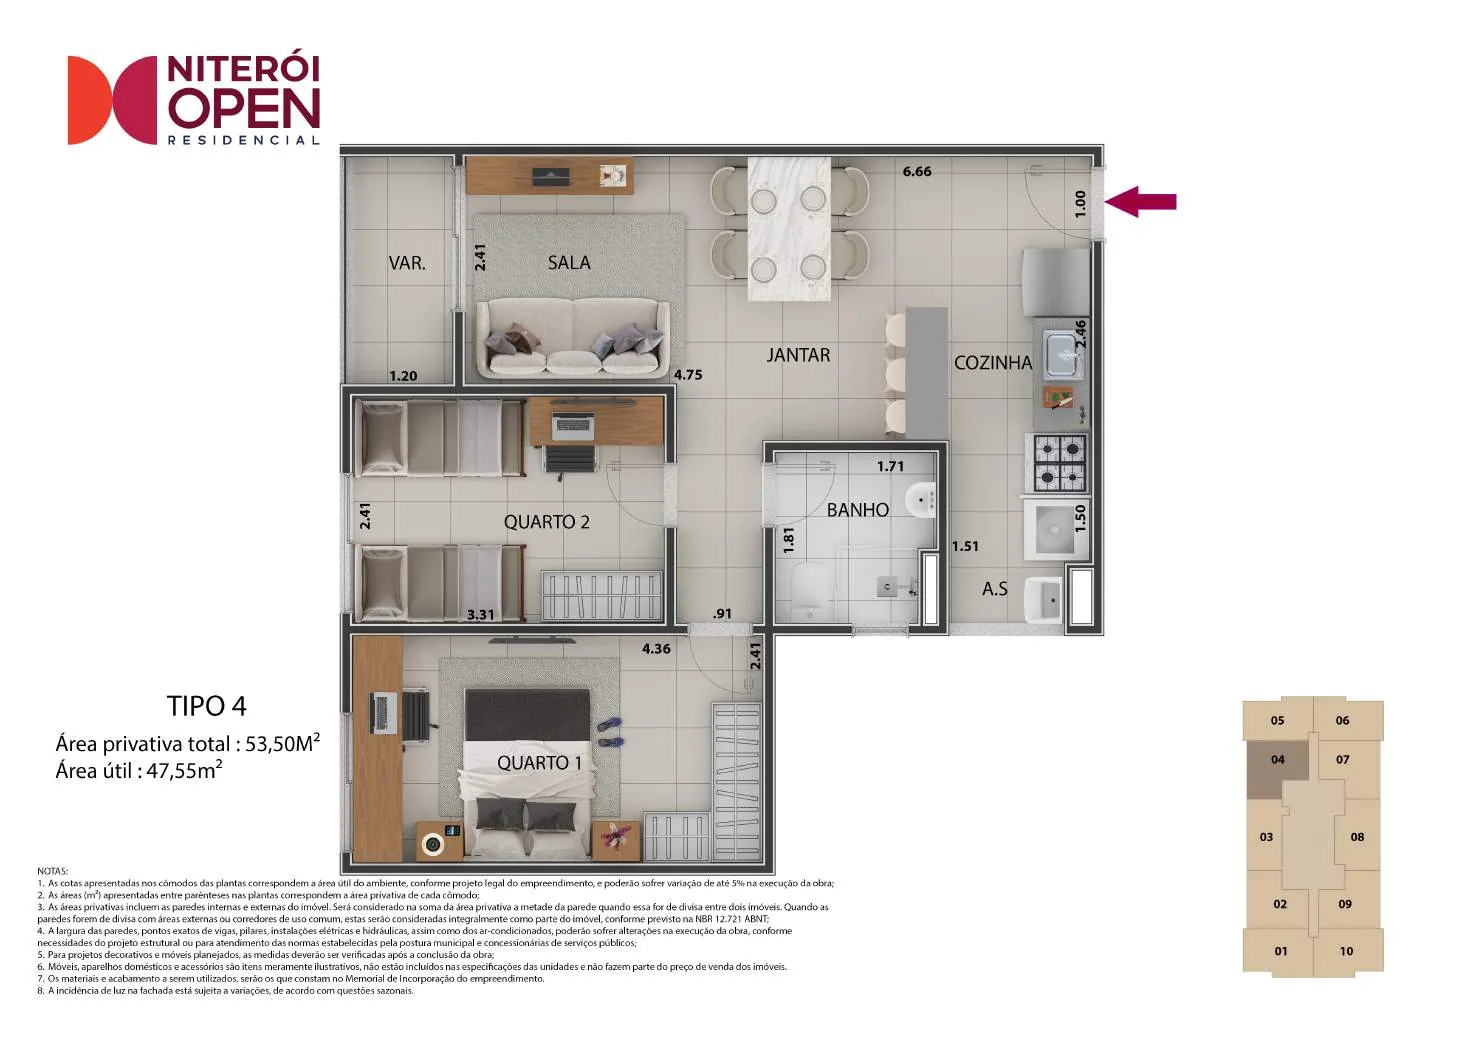 NITERÓI
OPEN
RESIDENCIAL
6.66
1.00
VAR.
2.41
SALA
2.46
JANTAR
COZINHA
1.20
4.75
1.71
2.41
QUARTO 2
BANHO
1.81
1.51
1.50
A.S
3.31
.91
4.36
2.41
QUARTO 1
TIPO 4
Área privativa total : 53,50M²
Área útil : 47,55m²
05
06
04
07
03
08
02
09
01
10
NOTAS:
1. As cotas apresentadas nos cômodos das plantas correspondem a área útil do ambiente, conforme projeto legal do empreendimento, e poderão sofrer variação de até 5% na execução da obra;
2. As áreas (m²) apresentadas entre parênteses nas plantas correspondem a área privativa de cada cômodo;
3. As áreas privativas incluem as paredes internas e externas do imóvel. Será considerado na soma da área privativa a metade da parede quando essa for de divisa entre dois imóveis. Quando as
paredes forem de divisa com áreas externas ou corredores de uso comum, estas serão consideradas integralmente como parte do imóvel, conforme previsto na NBR 12.721 ABNT;
4. A largura das paredes, pontos exatos de vigas, pilares, instalações elétricas e hidráulicas, assim como dos ar-condicionados, poderão sofrer alterações na execução da obra, conforme
necessidades do projeto estrutural ou para atendimento das normas estabelecidas pela postura municipal e concessionárias de serviços públicos;
5. Para projetos decorativos e móveis planejados, as medidas deverão ser verificadas após a conclusão da obra;
6. Móveis, aparelhos domésticos e acessórios são itens meramente ilustrativos, não estão incluídos nas especificações das unidades e não fazem parte do preço de venda dos imóveis.
7. Os materiais e acabamento a serem utilizados, serão os que constam no Memorial de Incorporação do empreendimento.
8. A incidência de luz na fachada está sujeita a variações, de acordo com questões sazonais.